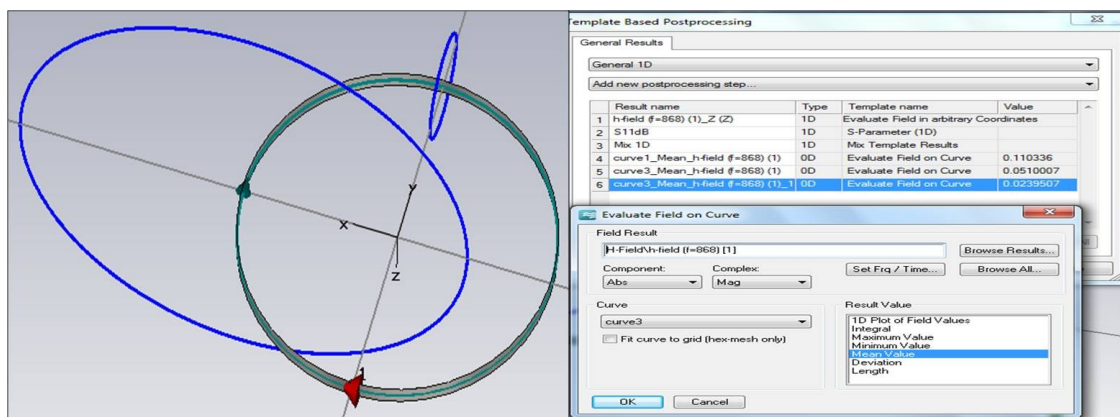 y
x
z
1
Template Based Postprocessing
General Results
General 1D
Add new postprocessing step...
Result name Type Template name Value
1 h-field (f=868) (1)_Z (Z) 1D Evaluate Field in arbitrary Coordinates
2 S11dB 1D S-Parameter (1D)
3 Mix 1D 1D Mix Template Results
4 curve1_Mean_h-field (f=868) (1) 0D Evaluate Field on Curve 0.110336
5 curve3_Mean_h-field (f=868) (1) 0D Evaluate Field on Curve 0.0510007
6 curve3_Mean_h-field (f=868) (1)_1 0D Evaluate Field on Curve 0.0239507
Evaluate Field on Curve
Field Result
H-Field\h-field (f=868) [1] Browse Results...
Component: Complex: Set Frq / Time... Browse All...
Abs Mag
Curve Result Value
curve3 1D Plot of Field Values
Fit curve to grid (hex-mesh only) Integral
Maximum Value
Minimum Value
Mean Value
Deviation
Length
OK Cancel